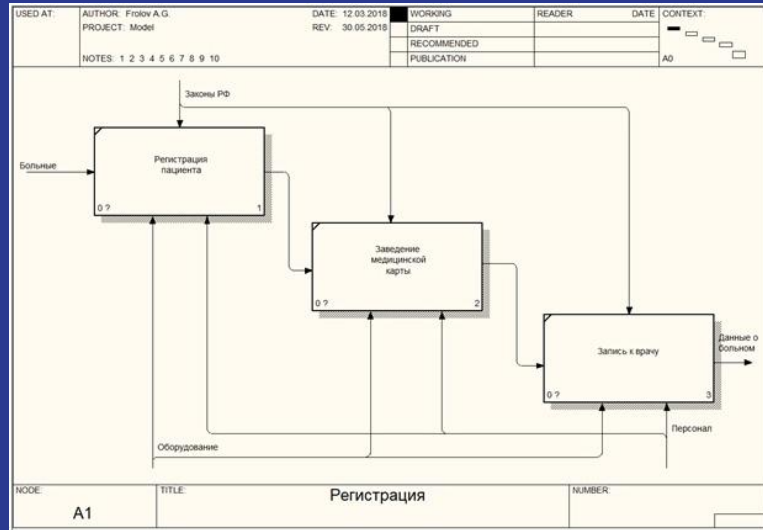 USED AT:
AUTHOR: Frolov A.G.
DATE: 12.03.2018
PROJECT: Model
REV: 30.05.2018
NOTES: 1 2 3 4 5 6 7 8 9 10
WORKING
DRAFT
RECOMMENDED
PUBLICATION
READER
DATE
CONTEXT:
A0
Законы РФ
Больные
Регистрация
пациента
0 ?
1
Заведение
медицинской
карты
0 ?
2
Запись к врачу
0 ?
3
Данные о
больном
Оборудование
Персонал
NODE:
A1
TITLE:
Регистрация
NUMBER: